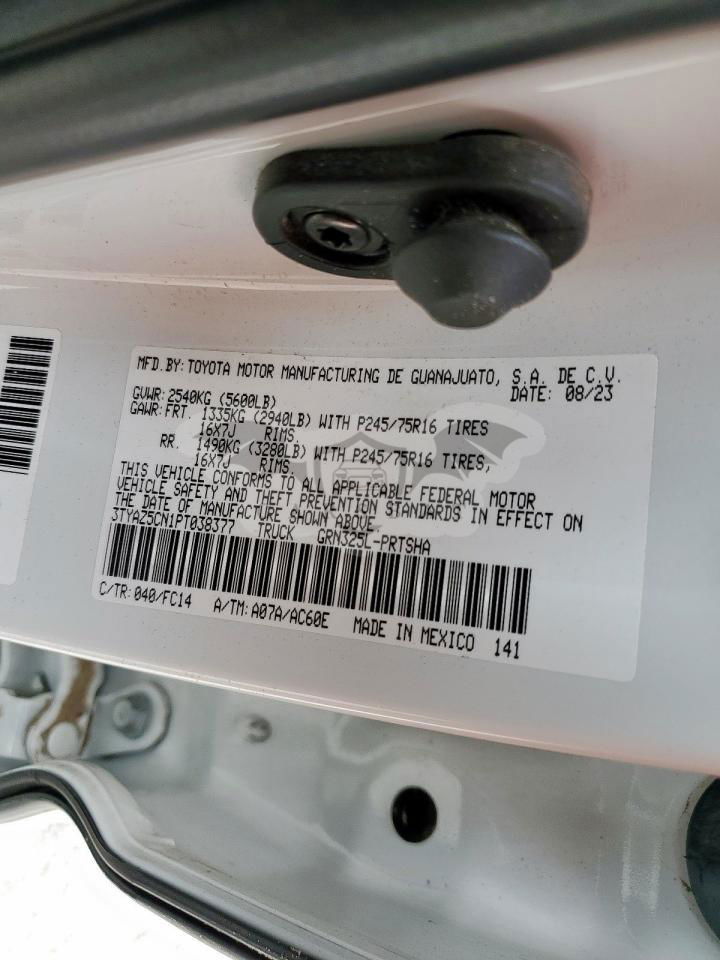 MFD.BY: TOYOTA MOTOR MANUFACTURING DE GUANAJUATO, S.A. DE C.V.
GVWR: 2540KG (5600LB) DATE: 08/23
GAWR: FRT. 1335KG (2940LB) WITH P245/75R16 TIRES
16X7J RIMS.
RR. 1490KG (3280LB) WITH P245/75R16 TIRES,
16X7J RIMS.
THIS VEHICLE CONFORMS TO ALL APPLICABLE FEDERAL MOTOR
VEHICLE SAFETY AND THEFT PREVENTION STANDARDS IN EFFECT ON
THE DATE OF MANUFACTURE SHOWN ABOVE.
3TYAZ5CN1PT038377 TRUCK GRN325L-PRTSHA
C/TR: 040/FC14 A/TM: A07A/AC60E MADE IN MEXICO 141